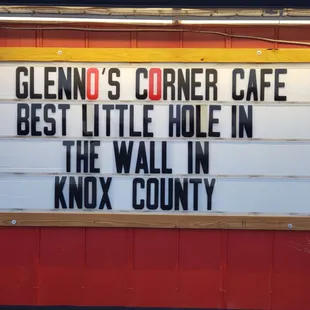 GLENNO'S CORNER CAFE
BEST LITTLE HOLE IN
THE WALL IN
KNOX COUNTY